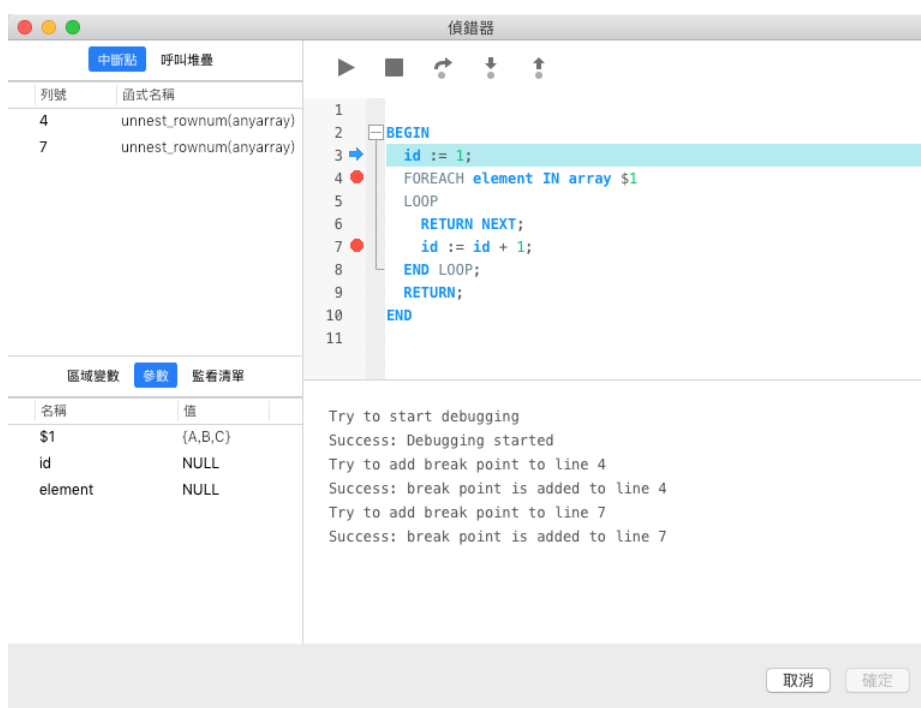 偵錯器
中斷點 呼叫堆疊
列號 函式名稱
4 unnest_rownum(anyarray)
7 unnest_rownum(anyarray)
1
2 BEGIN
3 id := 1;
4 FOREACH element IN array $1
5 LOOP
6 RETURN NEXT;
7 id := id + 1;
8 END LOOP;
9 RETURN;
10 END
11
區域變數 參數 監看清單
名稱 值
$1 {A,B,C}
id NULL
element NULL
Try to start debugging
Success: Debugging started
Try to add break point to line 4
Success: break point is added to line 4
Try to add break point to line 7
Success: break point is added to line 7
取消 確定